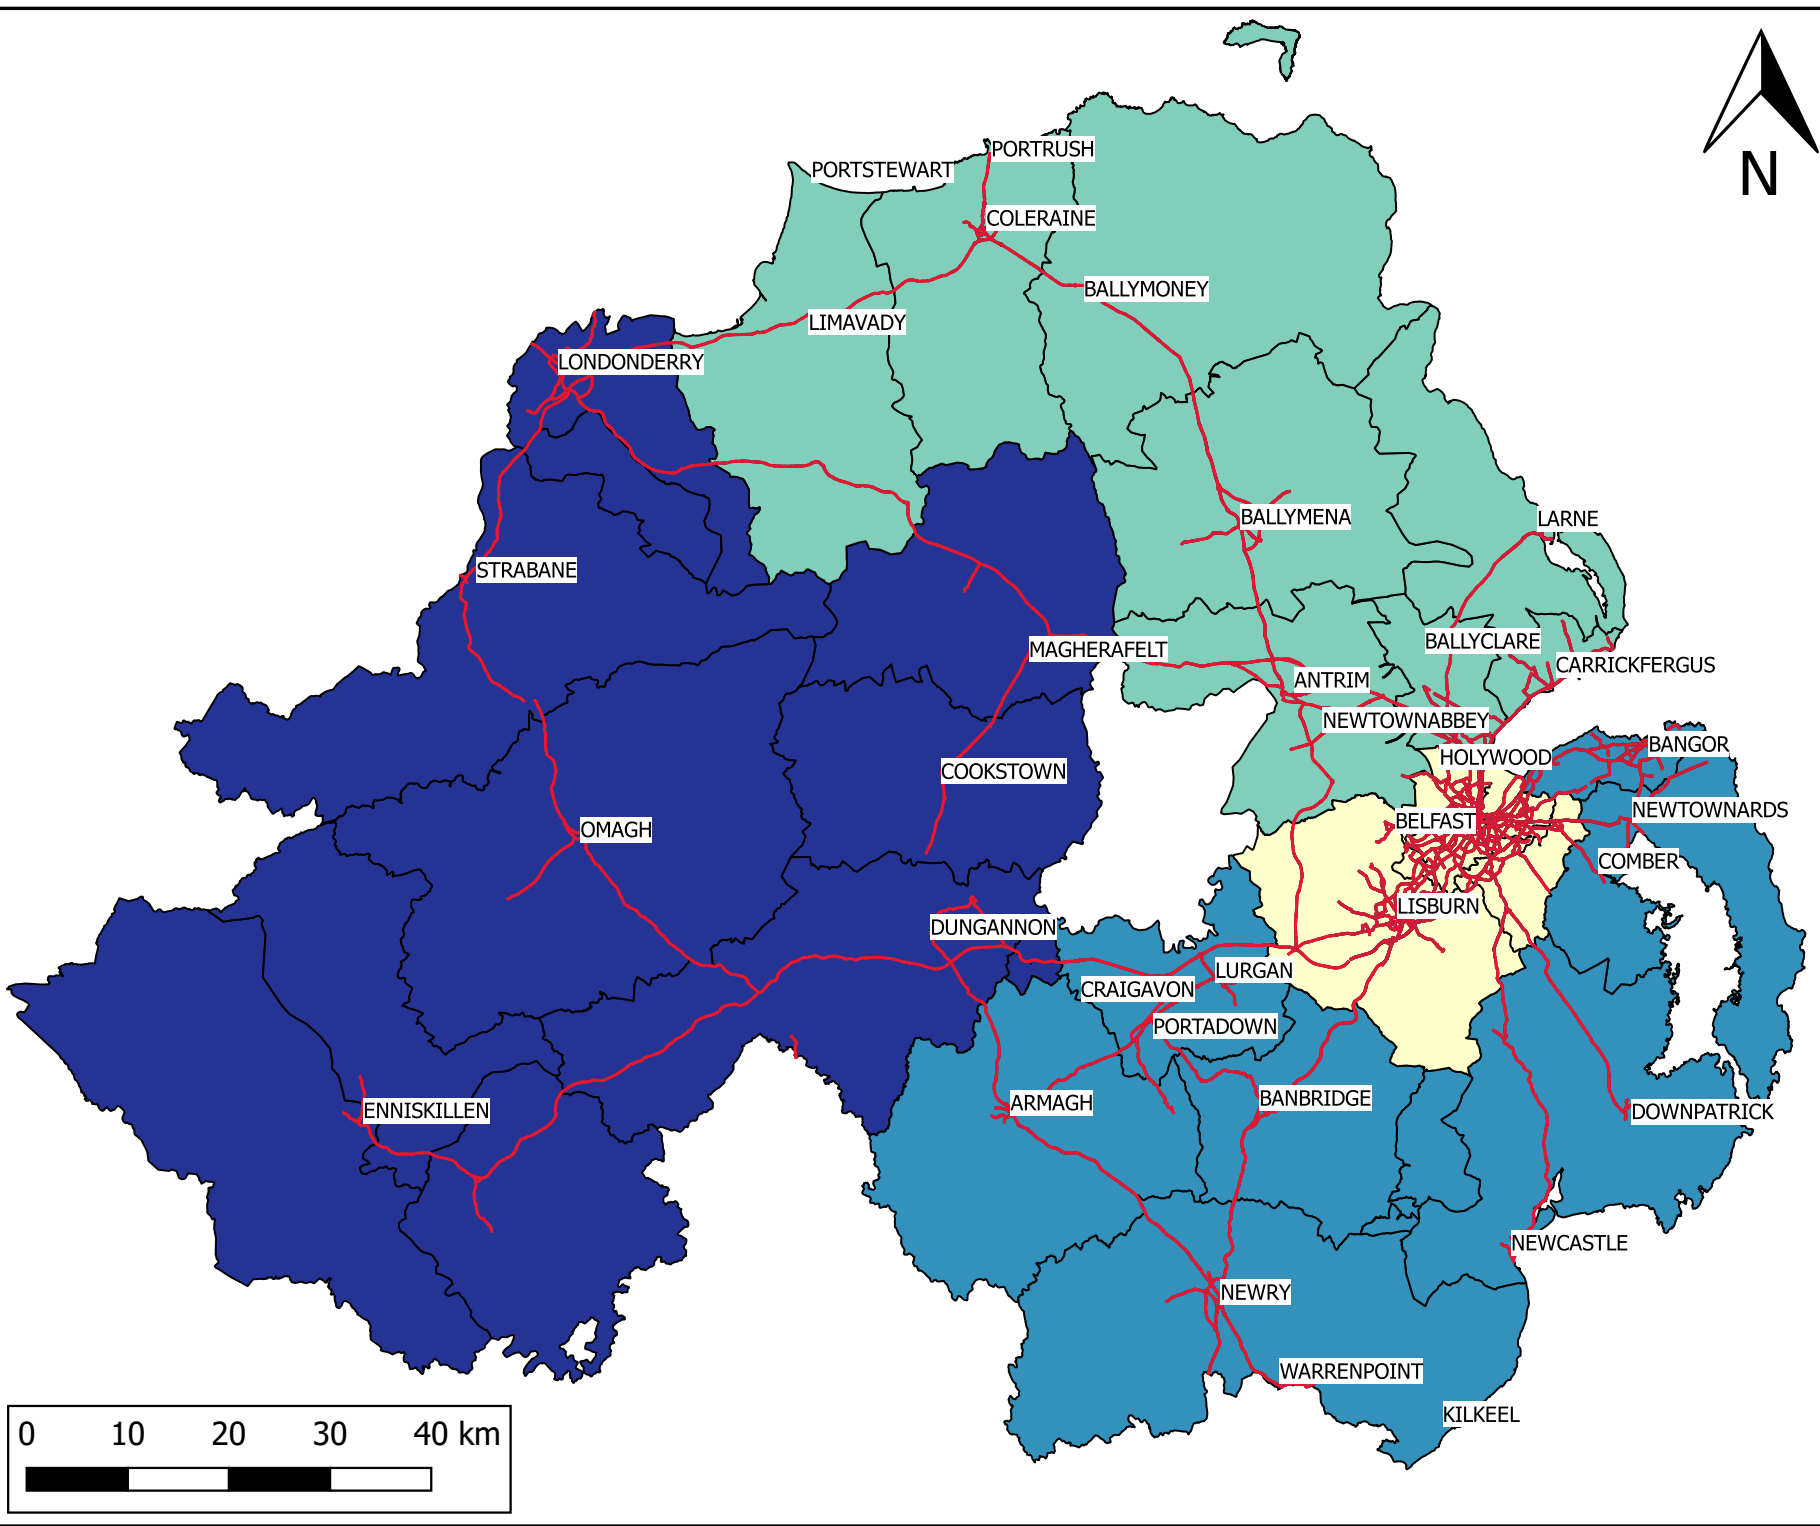 N
PORTRUSH
PORTSTEWART
COLERAINE
BALLYMONEY
LIMAVADY
LONDONDERRY
BALLYMENA
LARNE
STRABANE
BALLYCLARE
MAGHERAFELT
CARRICKFERGUS
ANTRIM
NEWTOWNABBEY
BANGOR
HOLYWOOD
COOKSTOWN
NEWTOWNARDS
BELFAST
OMAGH
COMBER
LISBURN
DUNGANNON
LURGAN
CRAIGAVON
PORTADOWN
BANBRIDGE
ARMAGH
ENNISKILLEN
DOWNPATRICK
NEWCASTLE
NEWRY
WARRENPOINT
KILKEEL
0 10 20 30 40 km